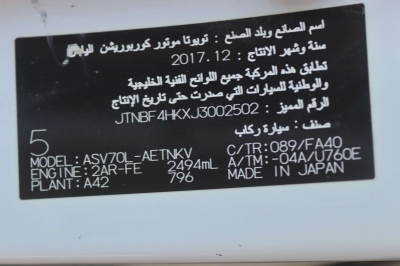 اسم الصانع وبلد الصنع : تويوتا موتور كوربوريشن اليابان
سنة وشهر الانتاج : 2017.12
تطابق هذه المركبة جميع اللوائح الفنية الخليجية
والوطنية للسيارات التي صدرت حتى تاريخ الإنتاج
الرقم المميز : JTNBF4HKXJ3002502
صنف : سيارة ركاب
5
MODEL: ASV70L-AETNKV C/TR: 089/FA40
ENGINE: 2AR-FE 2494mL A/TM: -04A/U760E
PLANT: A42 796 MADE IN JAPAN